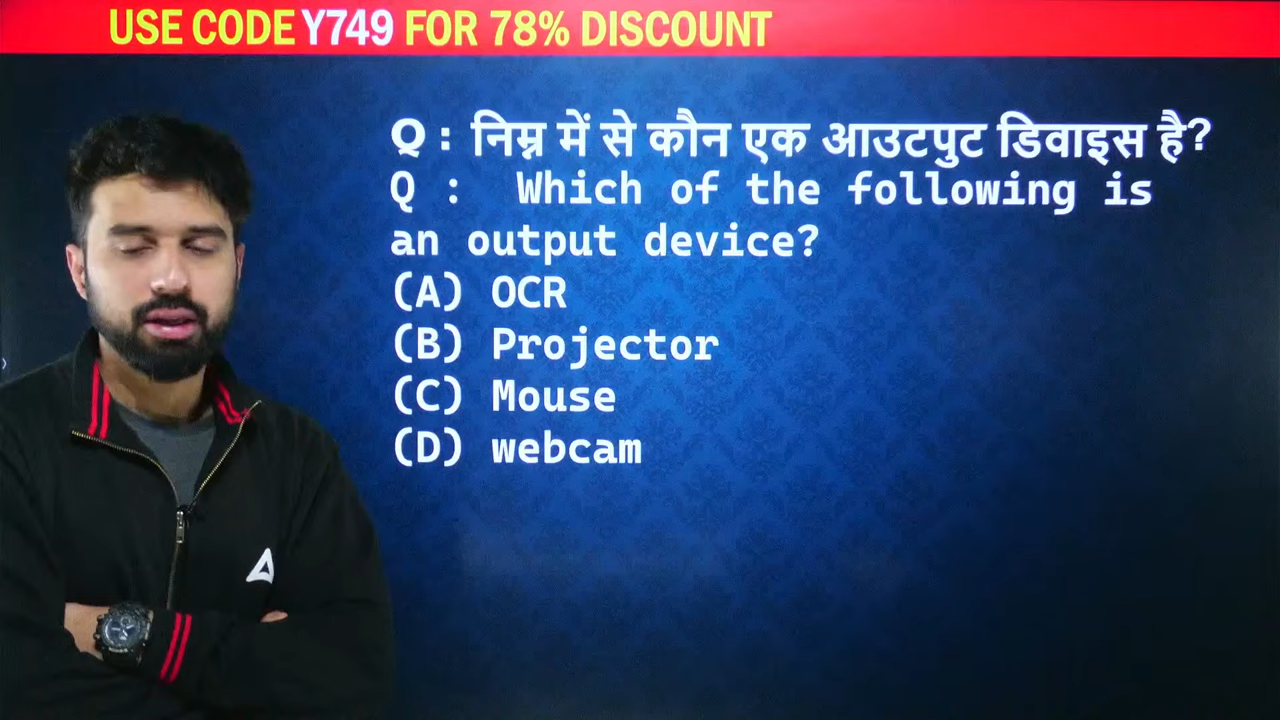 USE CODE Y749 FOR 78% DISCOUNT
Q : निम्न में से कौन एक आउटपुट डिवाइस है?
Q : Which of the following is
an output device?
(A) OCR
(B) Projector
(C) Mouse
(D) webcam